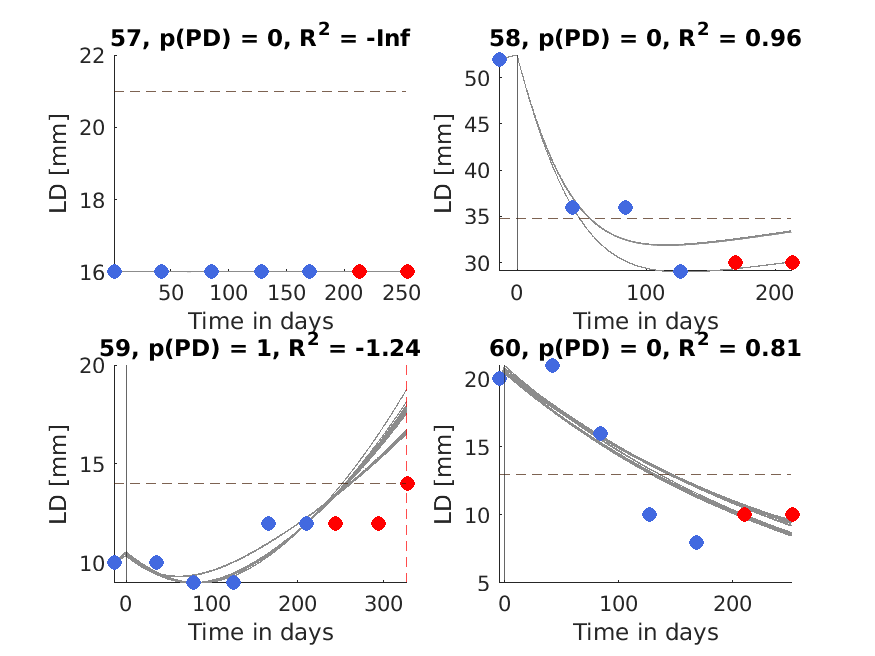 57, p(PD) = 0, R² = -Inf
22
20
18
16
LD [mm]
50 100 150 200 250
Time in days
58, p(PD) = 0, R² = 0.96
50
45
40
35
30
LD [mm]
0 100 200
Time in days
59, p(PD) = 1, R² = -1.24
20
15
10
LD [mm]
0 100 200 300
Time in days
60, p(PD) = 0, R² = 0.81
20
15
10
5
LD [mm]
0 100 200
Time in days